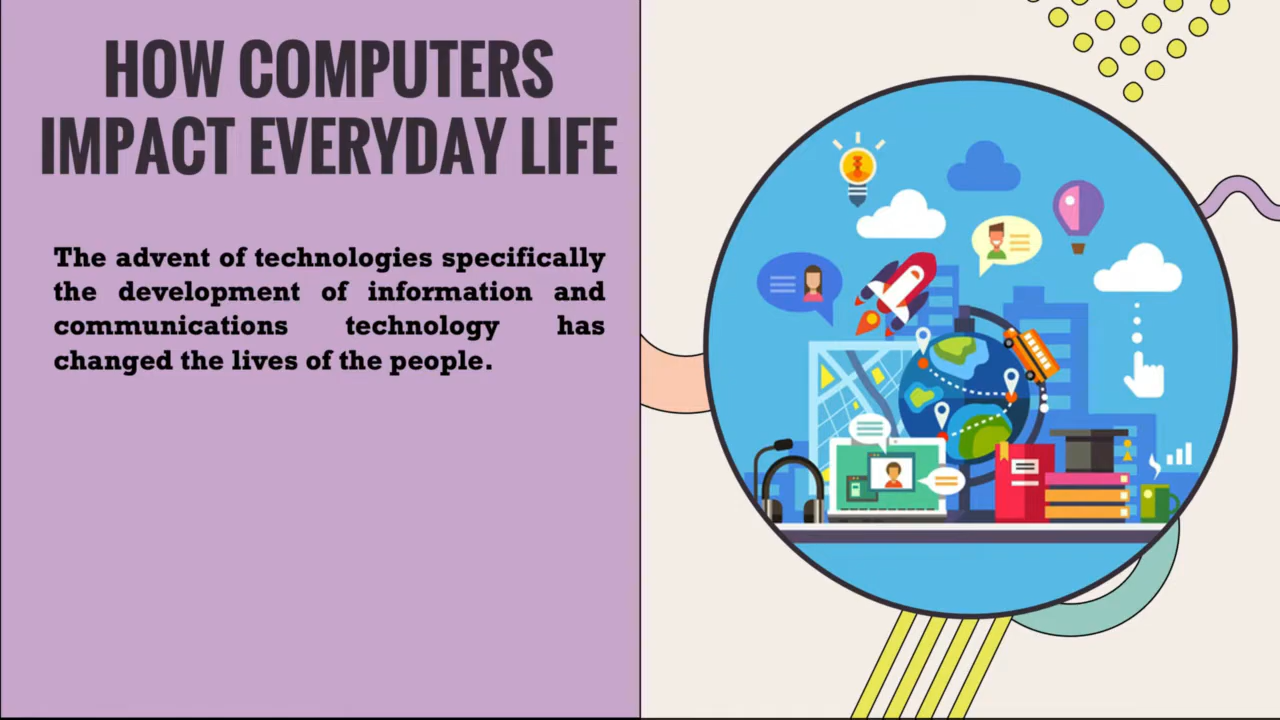 HOW COMPUTERS
IMPACT EVERYDAY LIFE
The advent of technologies specifically
the development of information and
communications technology has
changed the lives of the people.